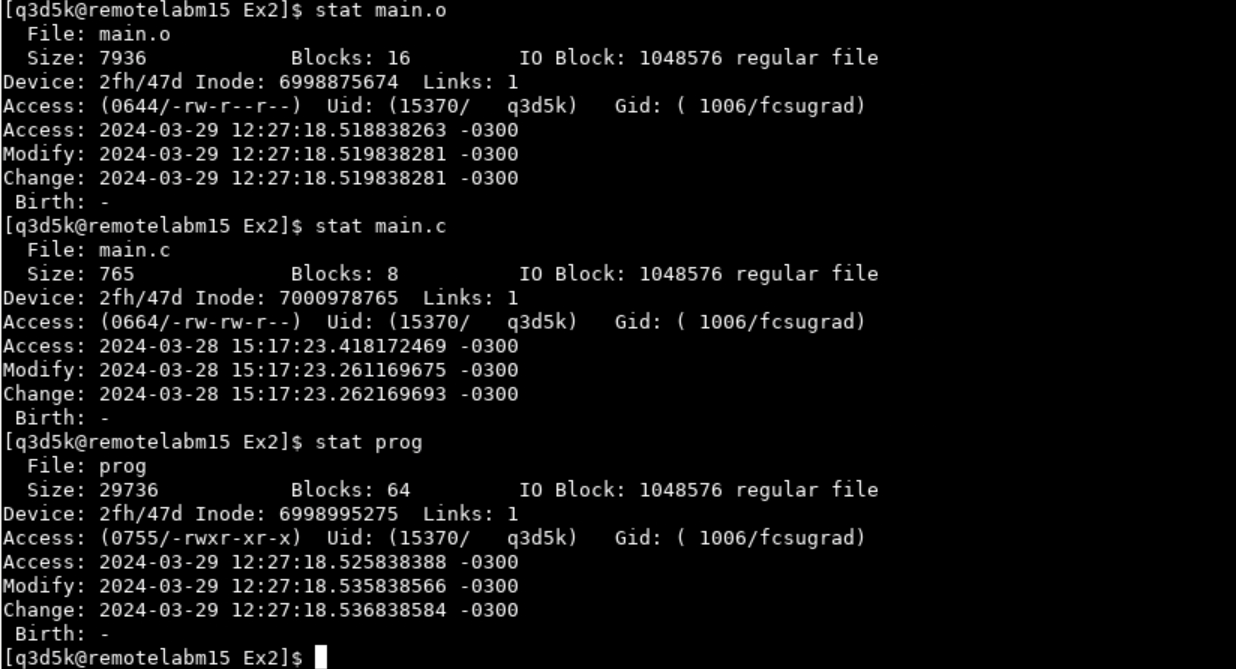 [q3d5k@remotelabm15 Ex2]$ stat main.o
  File: main.o
  Size: 7936            Blocks: 16         IO Block: 1048576 regular file
Device: 2fh/47d Inode: 6998875674  Links: 1
Access: (0644/-rw-r--r--)  Uid: (15370/   q3d5k)   Gid: ( 1006/fcsugrad)
Access: 2024-03-29 12:27:18.518838263 -0300
Modify: 2024-03-29 12:27:18.519838281 -0300
Change: 2024-03-29 12:27:18.519838281 -0300
 Birth: -
[q3d5k@remotelabm15 Ex2]$ stat main.c
  File: main.c
  Size: 765             Blocks: 8          IO Block: 1048576 regular file
Device: 2fh/47d Inode: 7000978765  Links: 1
Access: (0664/-rw-rw-r--)  Uid: (15370/   q3d5k)   Gid: ( 1006/fcsugrad)
Access: 2024-03-28 15:17:23.418172469 -0300
Modify: 2024-03-28 15:17:23.261169675 -0300
Change: 2024-03-28 15:17:23.262169693 -0300
 Birth: -
[q3d5k@remotelabm15 Ex2]$ stat prog
  File: prog
  Size: 29736           Blocks: 64         IO Block: 1048576 regular file
Device: 2fh/47d Inode: 6998995275  Links: 1
Access: (0755/-rwxr-xr-x)  Uid: (15370/   q3d5k)   Gid: ( 1006/fcsugrad)
Access: 2024-03-29 12:27:18.525838388 -0300
Modify: 2024-03-29 12:27:18.535838566 -0300
Change: 2024-03-29 12:27:18.536838584 -0300
 Birth: -
[q3d5k@remotelabm15 Ex2]$